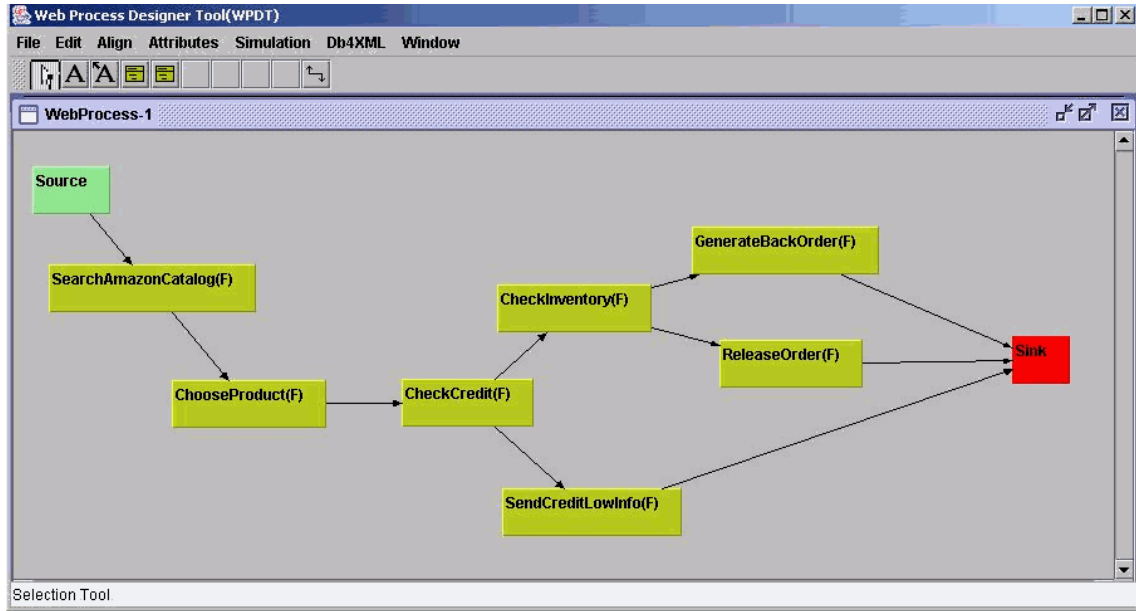 Web Process Designer Tool(WPDT)
File Edit Align Attributes Simulation Db4XML Window
A A
WebProcess-1
Source
SearchAmazonCatalog(F)
ChooseProduct(F)
CheckCredit(F)
CheckInventory(F)
GenerateBackOrder(F)
ReleaseOrder(F)
SendCreditLowInfo(F)
Sink
Selection Tool